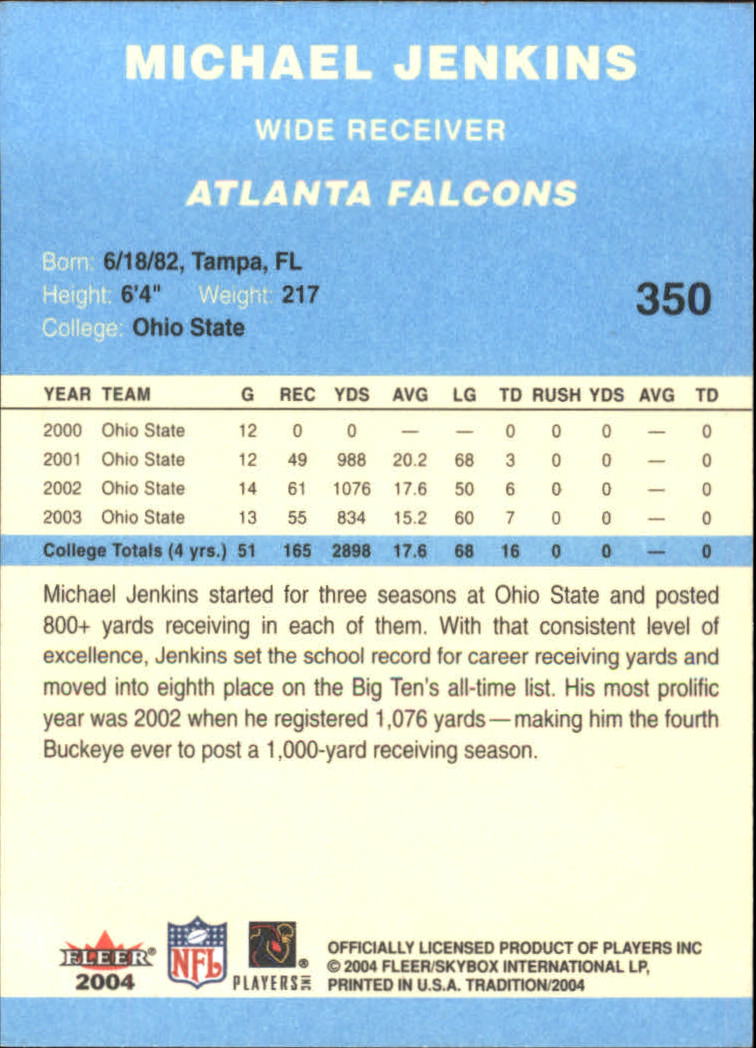 MICHAEL JENKINS
WIDE RECEIVER
ATLANTA FALCONS
Born: 6/18/82, Tampa, FL
Height: 6'4" Weight: 217
350
College: Ohio State
YEAR TEAM G REC YDS AVG LG TD RUSH YDS AVG TD
2000 Ohio State 12 0 0 — — 0 0 0 — 0
2001 Ohio State 12 49 988 20.2 68 3 0 0 — 0
2002 Ohio State 14 61 1076 17.6 50 6 0 0 — 0
2003 Ohio State 13 55 834 15.2 60 7 0 0 — 0
College Totals (4 yrs.) 51 165 2898 17.6 68 16 0 0 — 0
Michael Jenkins started for three seasons at Ohio State and posted
800+ yards receiving in each of them. With that consistent level of
excellence, Jenkins set the school record for career receiving yards and
moved into eighth place on the Big Ten's all-time list. His most prolific
year was 2002 when he registered 1,076 yards—making him the fourth
Buckeye ever to post a 1,000-yard receiving season.
FLEER®
2004
NFL
®
PLAYERS INC
OFFICIALLY LICENSED PRODUCT OF PLAYERS INC
© 2004 FLEER/SKYBOX INTERNATIONAL LP,
PRINTED IN U.S.A. TRADITION/2004